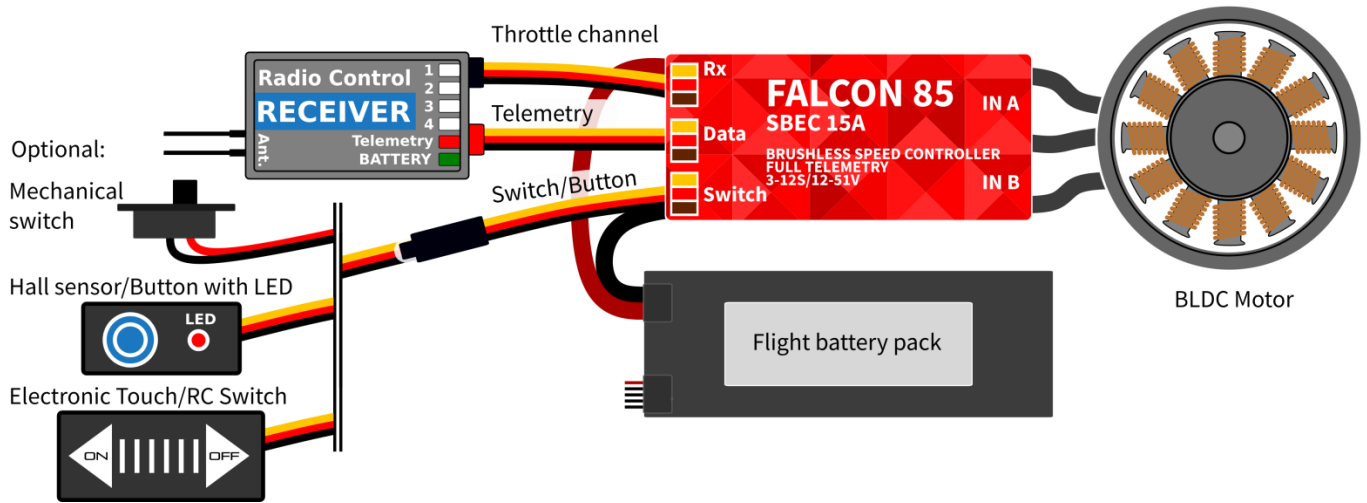 Throttle channel
Radio Control
RECEIVER
1
2
3
4
Telemetry
BATTERY
Ant.
Telemetry
Switch/Button
Optional:
Mechanical
switch
Hall sensor/Button with LED
LED
Electronic Touch/RC Switch
ON
OFF
Rx
Data
Switch
FALCON 85
SBEC 15A
BRUSHLESS SPEED CONTROLLER
FULL TELEMETRY
3-12S/12-51V
IN A
IN B
BLDC Motor
Flight battery pack